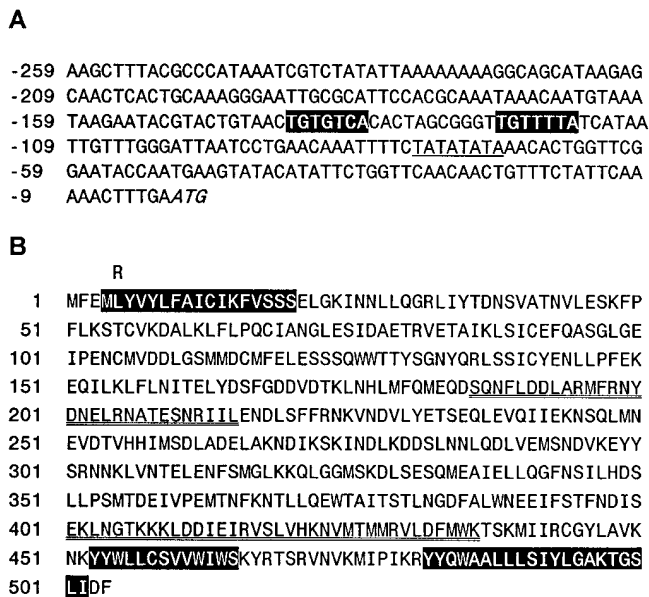 A
-259 AAGCTTTACGCCCATAAATCGTCTATATTAAAAAAAAGGCAGCATAAGAG
-209 CAACTCACTGCAAAGGGAATTGCGCATTCCACGCAAATAAACAATGTAAA
-159 TAAGAATACGTACTGTAACTGTGTCACACTAGCGGGTTGTTTTATCATAA
-109 TTGTTTGGGATTAATCCTGAACAAATTTTCTATATATAAACACTGGTTCG
-59 GAATACCAATGAAGTATACATATTCTGGTTCAACAACTGTTTCTATTCAA
-9 AAACTTTGAATG
B
R
1 MFEMLYVYLFAICIKFVSSSELGKINNLLQGRLIYTDNSVATNVLESKFP
51 FLKSTCVKDALKLFLPQCIANGLESIDAETRVETAIKLSICEFQASGLGE
101 IPENCMVDDLGSMMDCMFELESSSQWWTTYSGNYQRLSSICYENLLPFEK
151 EQILKLFLNITELYDSFGDDVDTKLNHLMFQMEQDSQNFLDDLARMFRNY
201 DNELRNATESNRIILENDLSFFRNKVNDVLYETSEQLEVQIIEKNSQLMN
251 EVDTVHHIMSDLADELAKNDIKSKINDLKDDSLNNLQDLVEMSNDVKEYY
301 SRNNKLVNTELENFSMGLKKQLGGMSKDLSESQMEAIELLQGFNSILHDS
351 LLPSMTDEIVPEMTNFKNTLLQEWTAITSTLNGDFALWNEEIFSTFNDIS
401 EKLNGTKKKLDDIEIRVSLVHKNVMTMMRVLDFMWKTSKMIIRCGYLAVK
451 NKYYWLLCSVVWIWSKYRTSRVNVKMIPIKRYYQWAALLLSIYLGAKTGS
501 LIDF